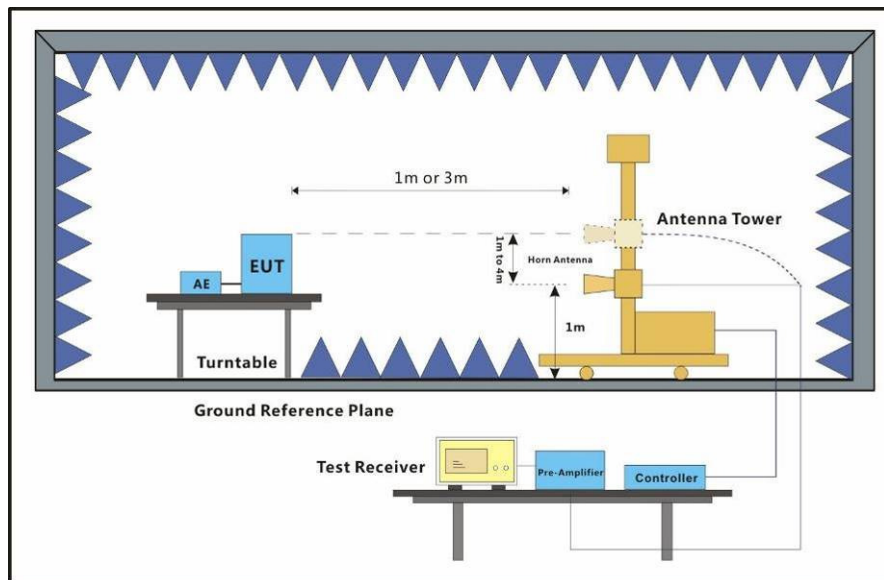 1m or 3m
Antenna Tower
1m to 4m
Horn Antenna
EUT
AE
1m
Turntable
Ground Reference Plane
Test Receiver
Pre-Amplifier
Controller